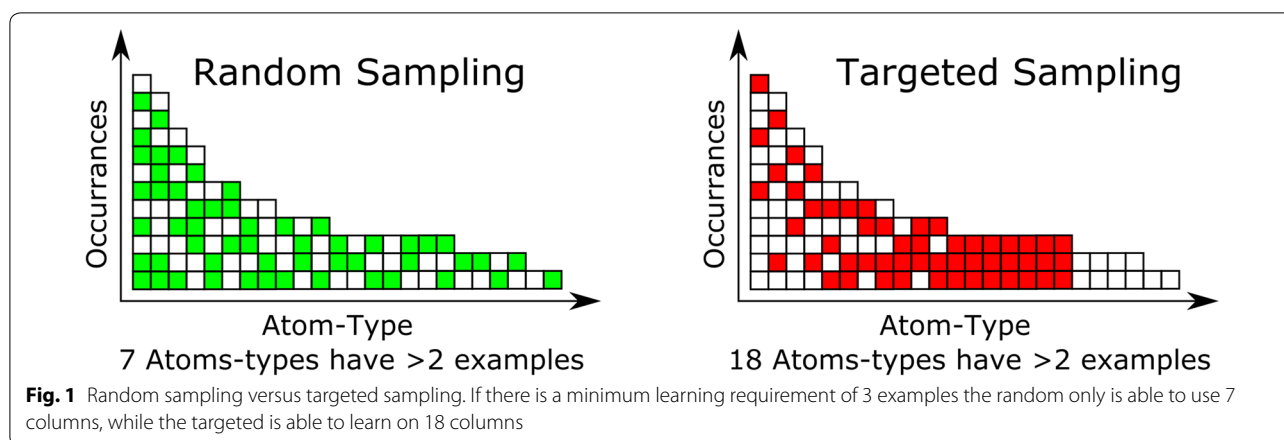 Random Sampling
Occurrances
Atom-Type
7 Atoms-types have >2 examples
Targeted Sampling
Occurrances
Atom-Type
18 Atoms-types have >2 examples
Fig. 1 Random sampling versus targeted sampling. If there is a minimum learning requirement of 3 examples the random only is able to use 7
columns, while the targeted is able to learn on 18 columns